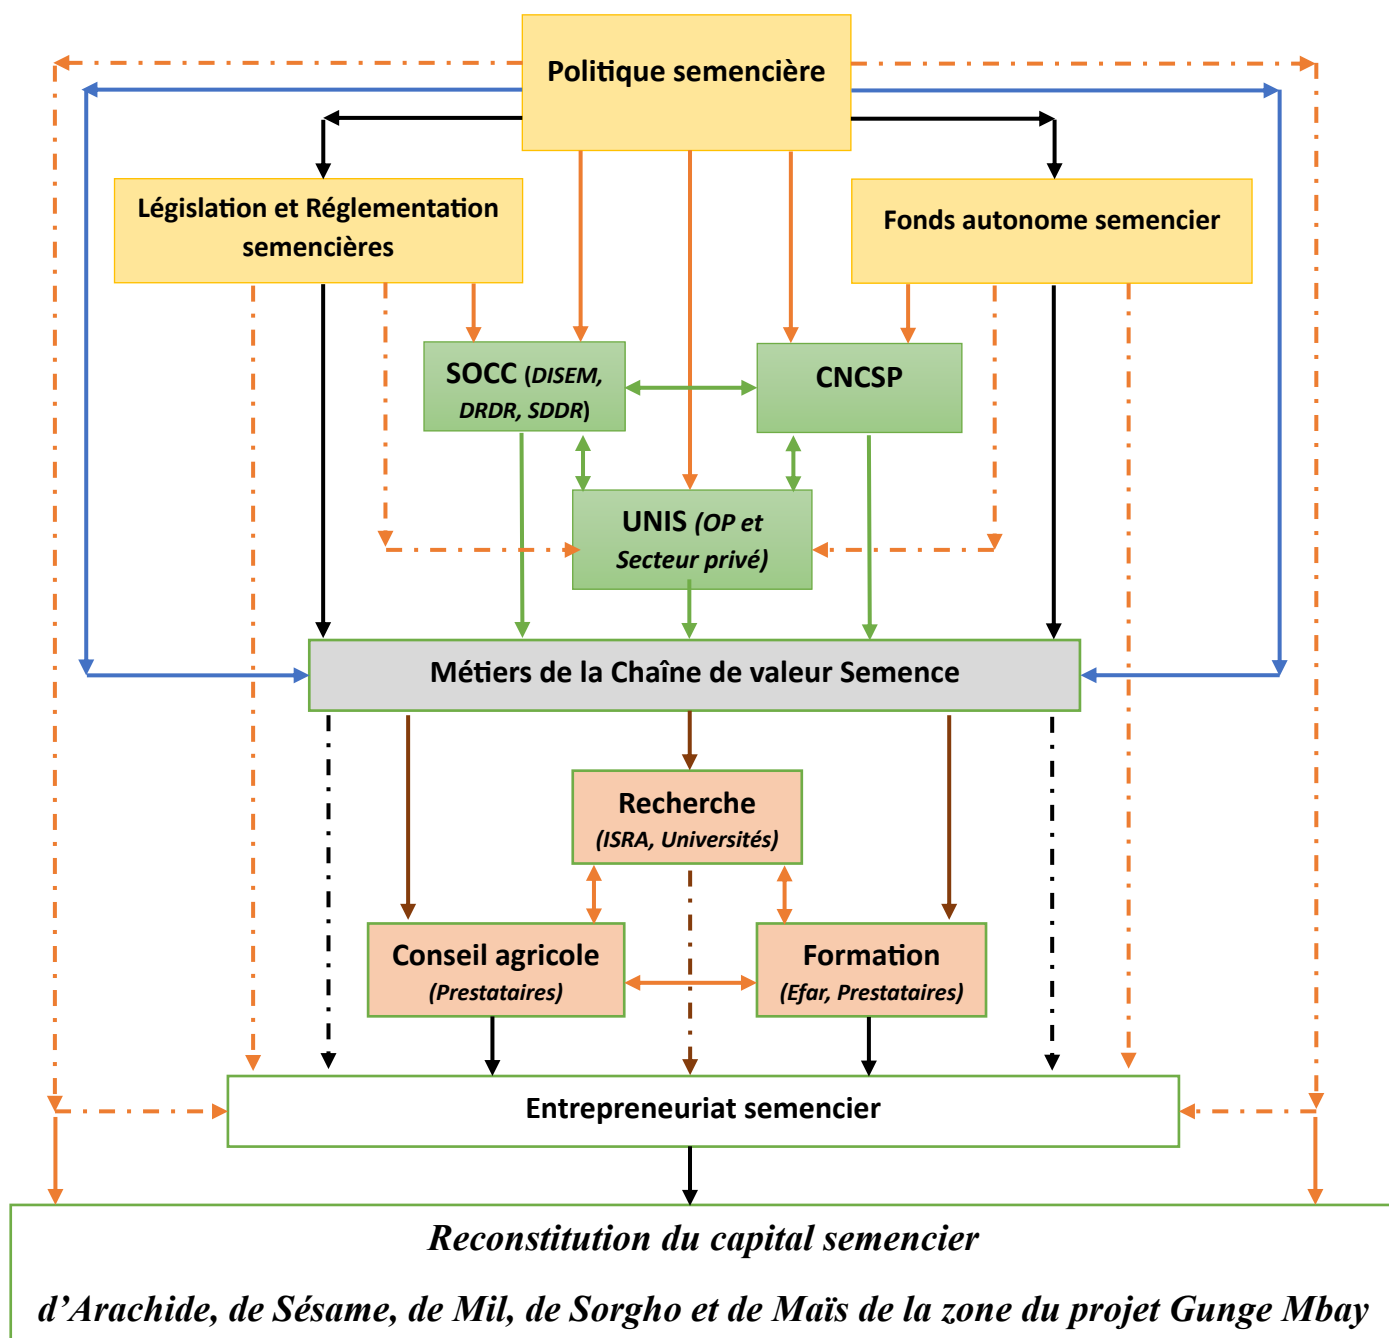 Politique semencière
Législation et Réglementation
semencières
Fonds autonome semencier
SOCC (DISEM,
DRDR, SDDR)
CNCSP
UNIS (OP et
Secteur privé)
Métiers de la Chaîne de valeur Semence
Recherche
(ISRA, Universités)
Conseil agricole
(Prestataires)
Formation
(Efar, Prestataires)
Entrepreneuriat semencier
Reconstitution du capital semencier
d’Arachide, de Sésame, de Mil, de Sorgho et de Maïs de la zone du projet Gunge Mbay